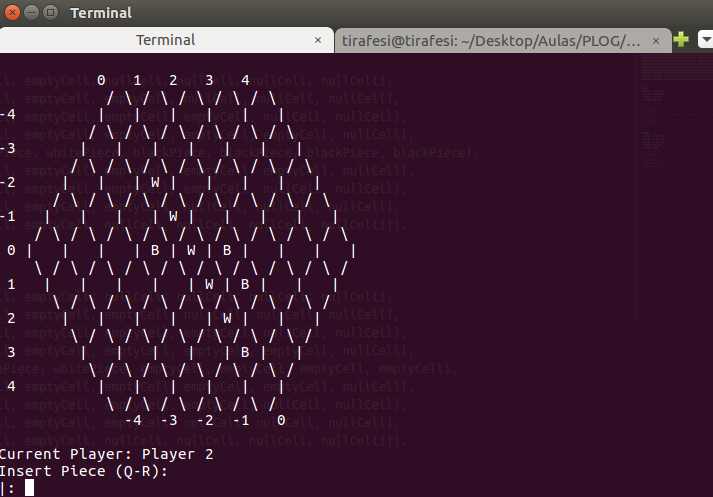 Terminal
Terminal × tirafesi@tirafesi: ~/Desktop/Aulas/PLOG/... ×
0 1 2 3 4
/ \ / \ / \ / \ / \
-4 | | | | | |
/ \ / \ / \ / \ / \ / \
-3 | | | | | | |
/ \ / \ / \ / \ / \ / \ / \
-2 | | | W | | | | |
/ \ / \ / \ / \ / \ / \ / \ / \
-1 | | | | W | | | | |
/ \ / \ / \ / \ / \ / \ / \ / \ / \
0 | | | | B | W | B | | | |
\ / \ / \ / \ / \ / \ / \ / \ / \ /
1 | | | | | W | B | | |
\ / \ / \ / \ / \ / \ / \ / \ /
2 | | | | | W | | |
\ / \ / \ / \ / \ / \ / \ /
3 | | | | | B | |
\ / \ / \ / \ / \ / \ /
4 | | | | | |
\ / \ / \ / \ / \ /
-4 -3 -2 -1 0
Current Player: Player 2
Insert Piece (Q-R):
|: